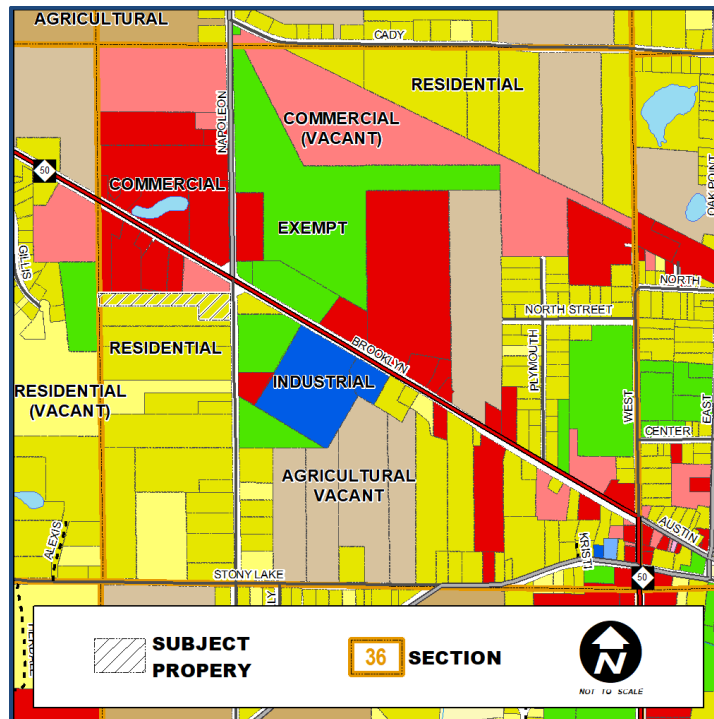 AGRICULTURAL
CADY
RESIDENTIAL
NAPOLEON
COMMERCIAL
(VACANT)
50
COMMERCIAL
OAK POINT
EXEMPT
GILLIS
NORTH
NORTH STREET
BROOKLYN
RESIDENTIAL
PLYMOUTH
INDUSTRIAL
RESIDENTIAL
(VACANT)
WEST
EAST
CENTER
AGRICULTURAL
VACANT
AUSTIN
ALEXIS
KRISTI
STONY LAKE
50
LY
SUBJECT
PROPERY
36
SECTION
N
NOT TO SCALE